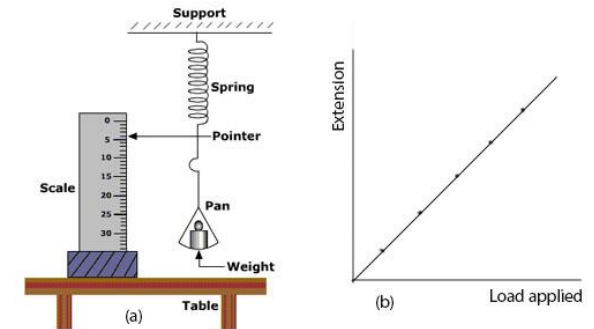 Support
Spring
0
5
Pointer
10
15
Scale
20
Pan
25
30
Weight
Table
(a)
Extension
(b)
Load applied